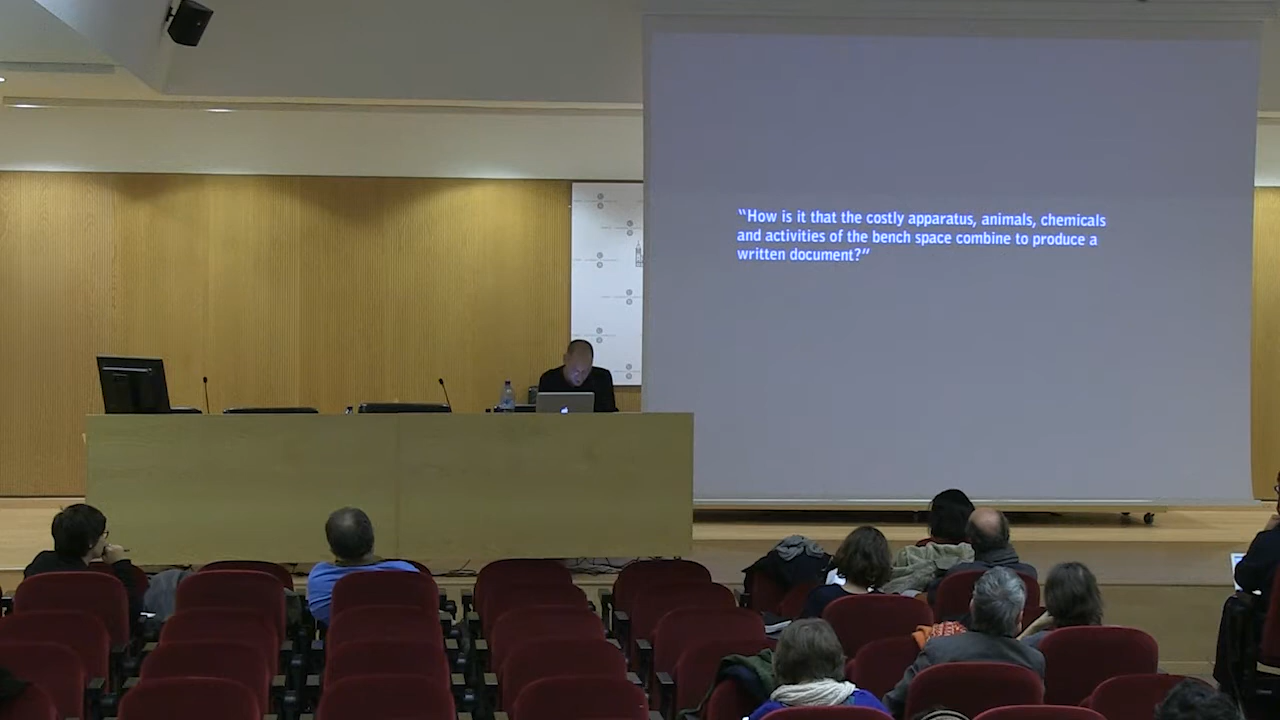 “How is it that the costly apparatus, animals, chemicals
and activities of the bench space combine to produce a
written document?”